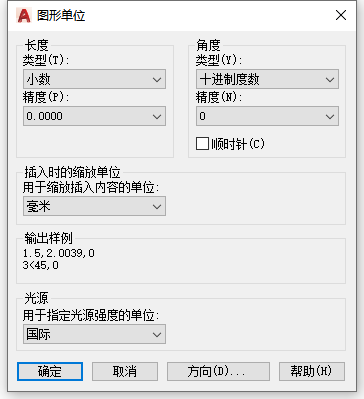 图形单位
长度
类型(T):
小数
精度(P):
0.0000
角度
类型(Y):
十进制度数
精度(N):
0
顺时针(C)
插入时的缩放单位
用于缩放插入内容的单位:
毫米
输出样例
1.5,2.0039,0
3<45,0
光源
用于指定光源强度的单位:
国际
确定 取消 方向(D)... 帮助(H)